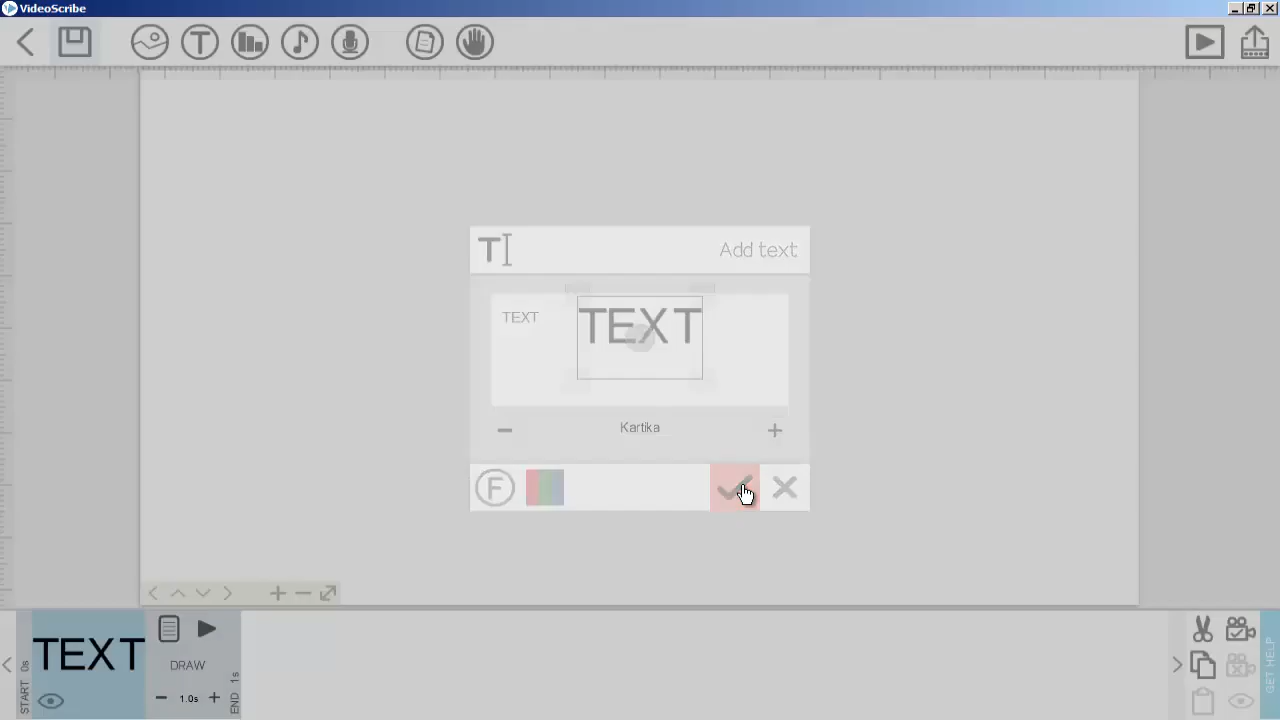 VideoScribe
T
Add text
TEXT
TEXT
Kartika
F
TEXT
START 0s
DRAW
1.0s
END 1s
GET HELP